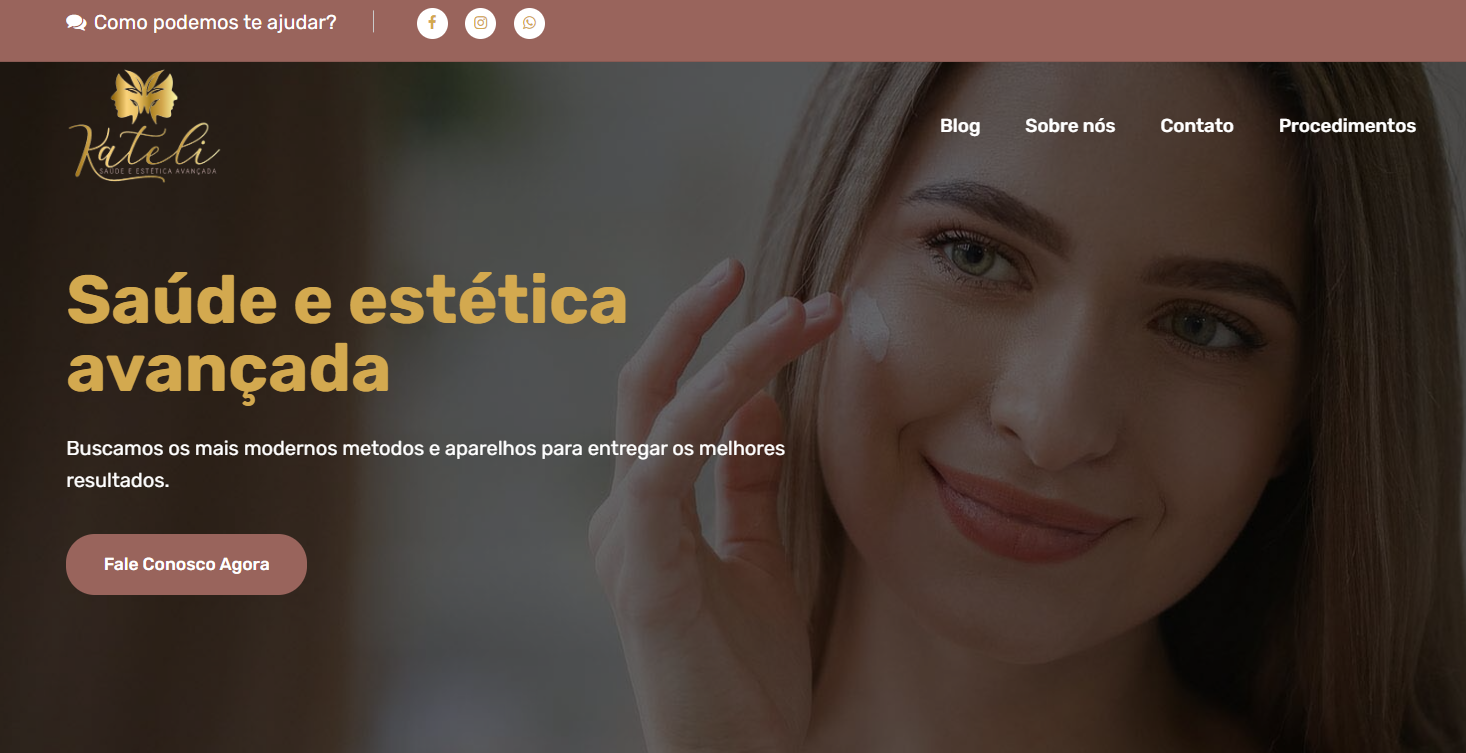 Como podemos te ajudar?
Kateli
SAÚDE E ESTÉTICA AVANÇADA
Blog Sobre nós Contato Procedimentos
Saúde e estética
avançada
Buscamos os mais modernos metodos e aparelhos para entregar os melhores
resultados.
Fale Conosco Agora